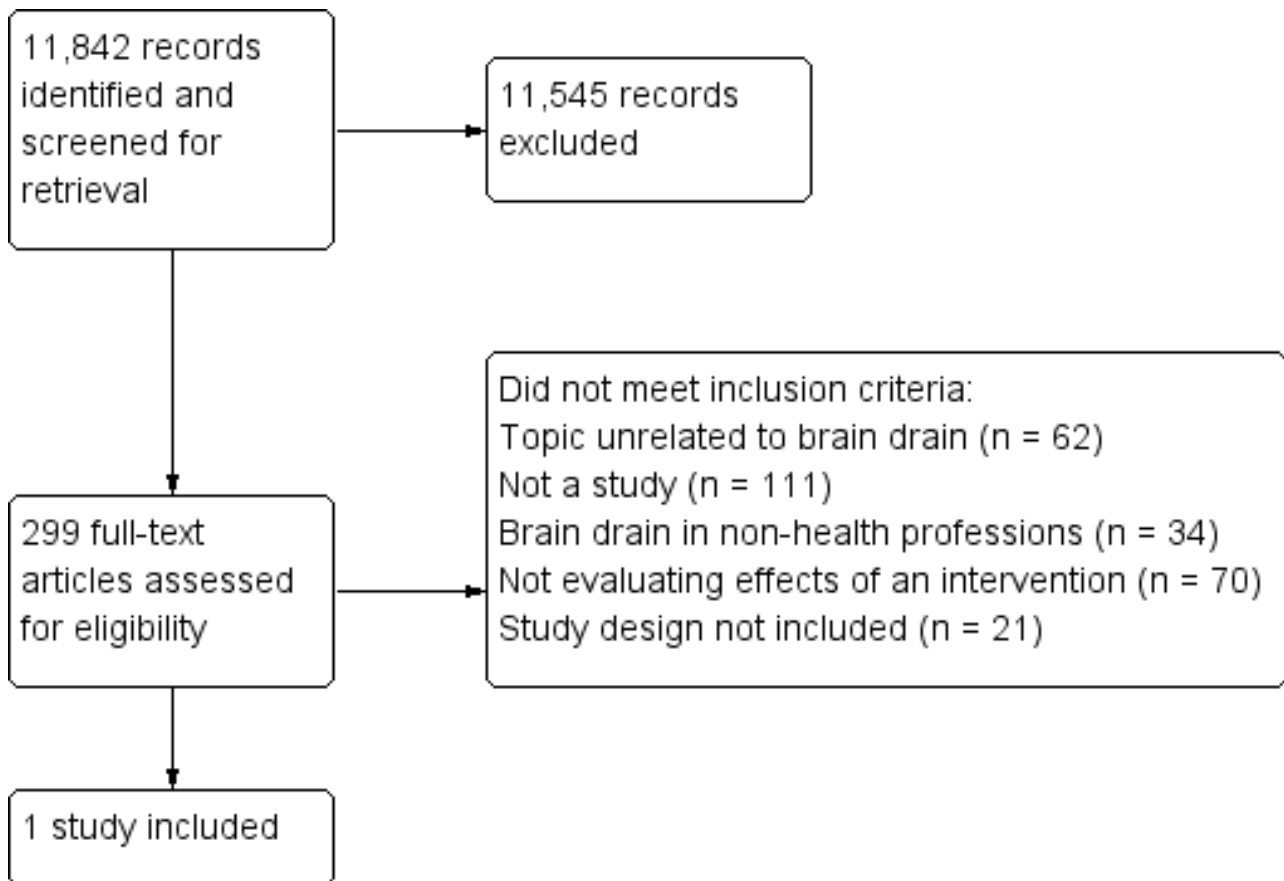 11,842 records
identified and
screened for
retrieval
11,545 records
excluded
299 full-text
articles assessed
for eligibility
Did not meet inclusion criteria:
Topic unrelated to brain drain (n = 62)
Not a study (n = 111)
Brain drain in non-health professions (n = 34)
Not evaluating effects of an intervention (n = 70)
Study design not included (n = 21)
1 study included